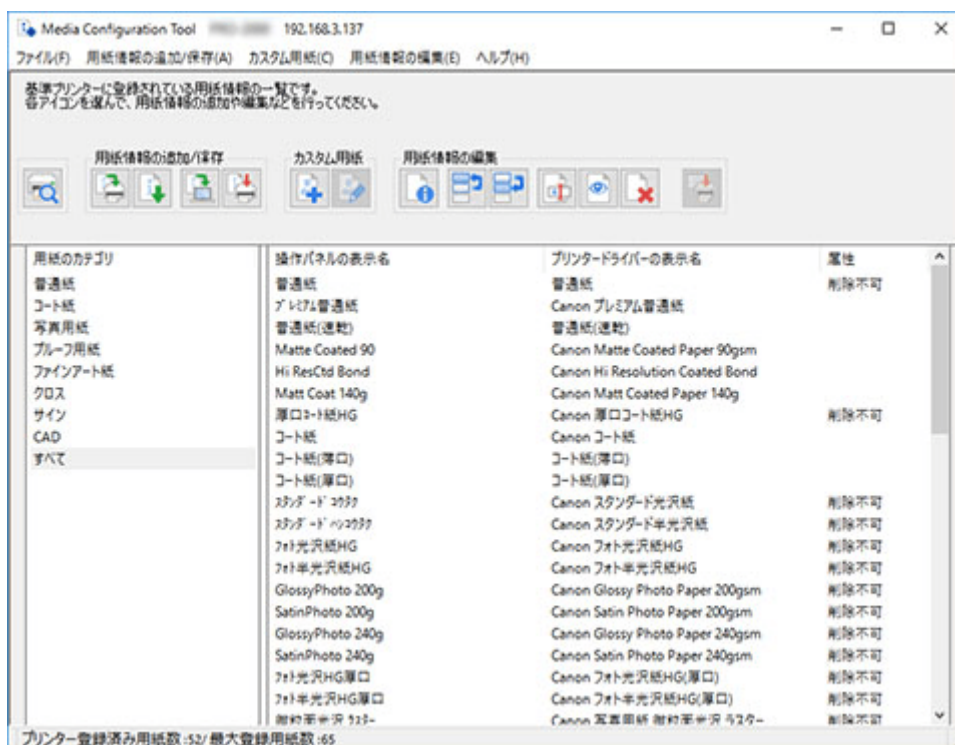 Media Configuration Tool 192.168.3.137
ファイル(F) 用紙情報の追加/保存(A) カスタム用紙(C) 用紙情報の編集(E) ヘルプ(H)
基準プリンターに登録されている用紙情報の一覧です。
各アイコンを選んで、用紙情報の追加や編集などを行ってください。
用紙情報の追加/保存 カスタム用紙 用紙情報の編集
用紙のカテゴリ
普通紙
コート紙
写真用紙
プルーフ用紙
ファインアート紙
クロス
サイン
CAD
すべて
操作パネルの表示名 プリンタードライバーの表示名 属性
普通紙 普通紙 削除不可
プレミアム普通紙 Canon プレミアム普通紙
普通紙(速乾) 普通紙(速乾)
Matte Coated 90 Canon Matte Coated Paper 90gsm
Hi ResCtd Bond Canon Hi Resolution Coated Bond
Matt Coat 140g Canon Matt Coated Paper 140g
厚口コート紙HG Canon 厚口コート紙HG 削除不可
コート紙 Canon コート紙
コート紙(薄口) コート紙(薄口)
コート紙(厚口) コート紙(厚口)
スタンダード コウタク Canon スタンダード光沢紙 削除不可
スタンダード ハンコウタク Canon スタンダード半光沢紙 削除不可
フォト光沢紙HG Canon フォト光沢紙HG 削除不可
フォト半光沢紙HG Canon フォト半光沢紙HG 削除不可
GlossyPhoto 200g Canon Glossy Photo Paper 200gsm 削除不可
SatinPhoto 200g Canon Satin Photo Paper 200gsm 削除不可
GlossyPhoto 240g Canon Glossy Photo Paper 240gsm 削除不可
SatinPhoto 240g Canon Satin Photo Paper 240gsm 削除不可
フォト光沢HG厚口 Canon フォト光沢紙HG(厚口) 削除不可
フォト半光沢HG厚口 Canon フォト半光沢紙HG(厚口) 削除不可
微粒面光沢 ラスター Canon 写真用紙 微粒面光沢 ラスター 削除不可
プリンター登録済み用紙数 :52/ 最大登録用紙数 :65